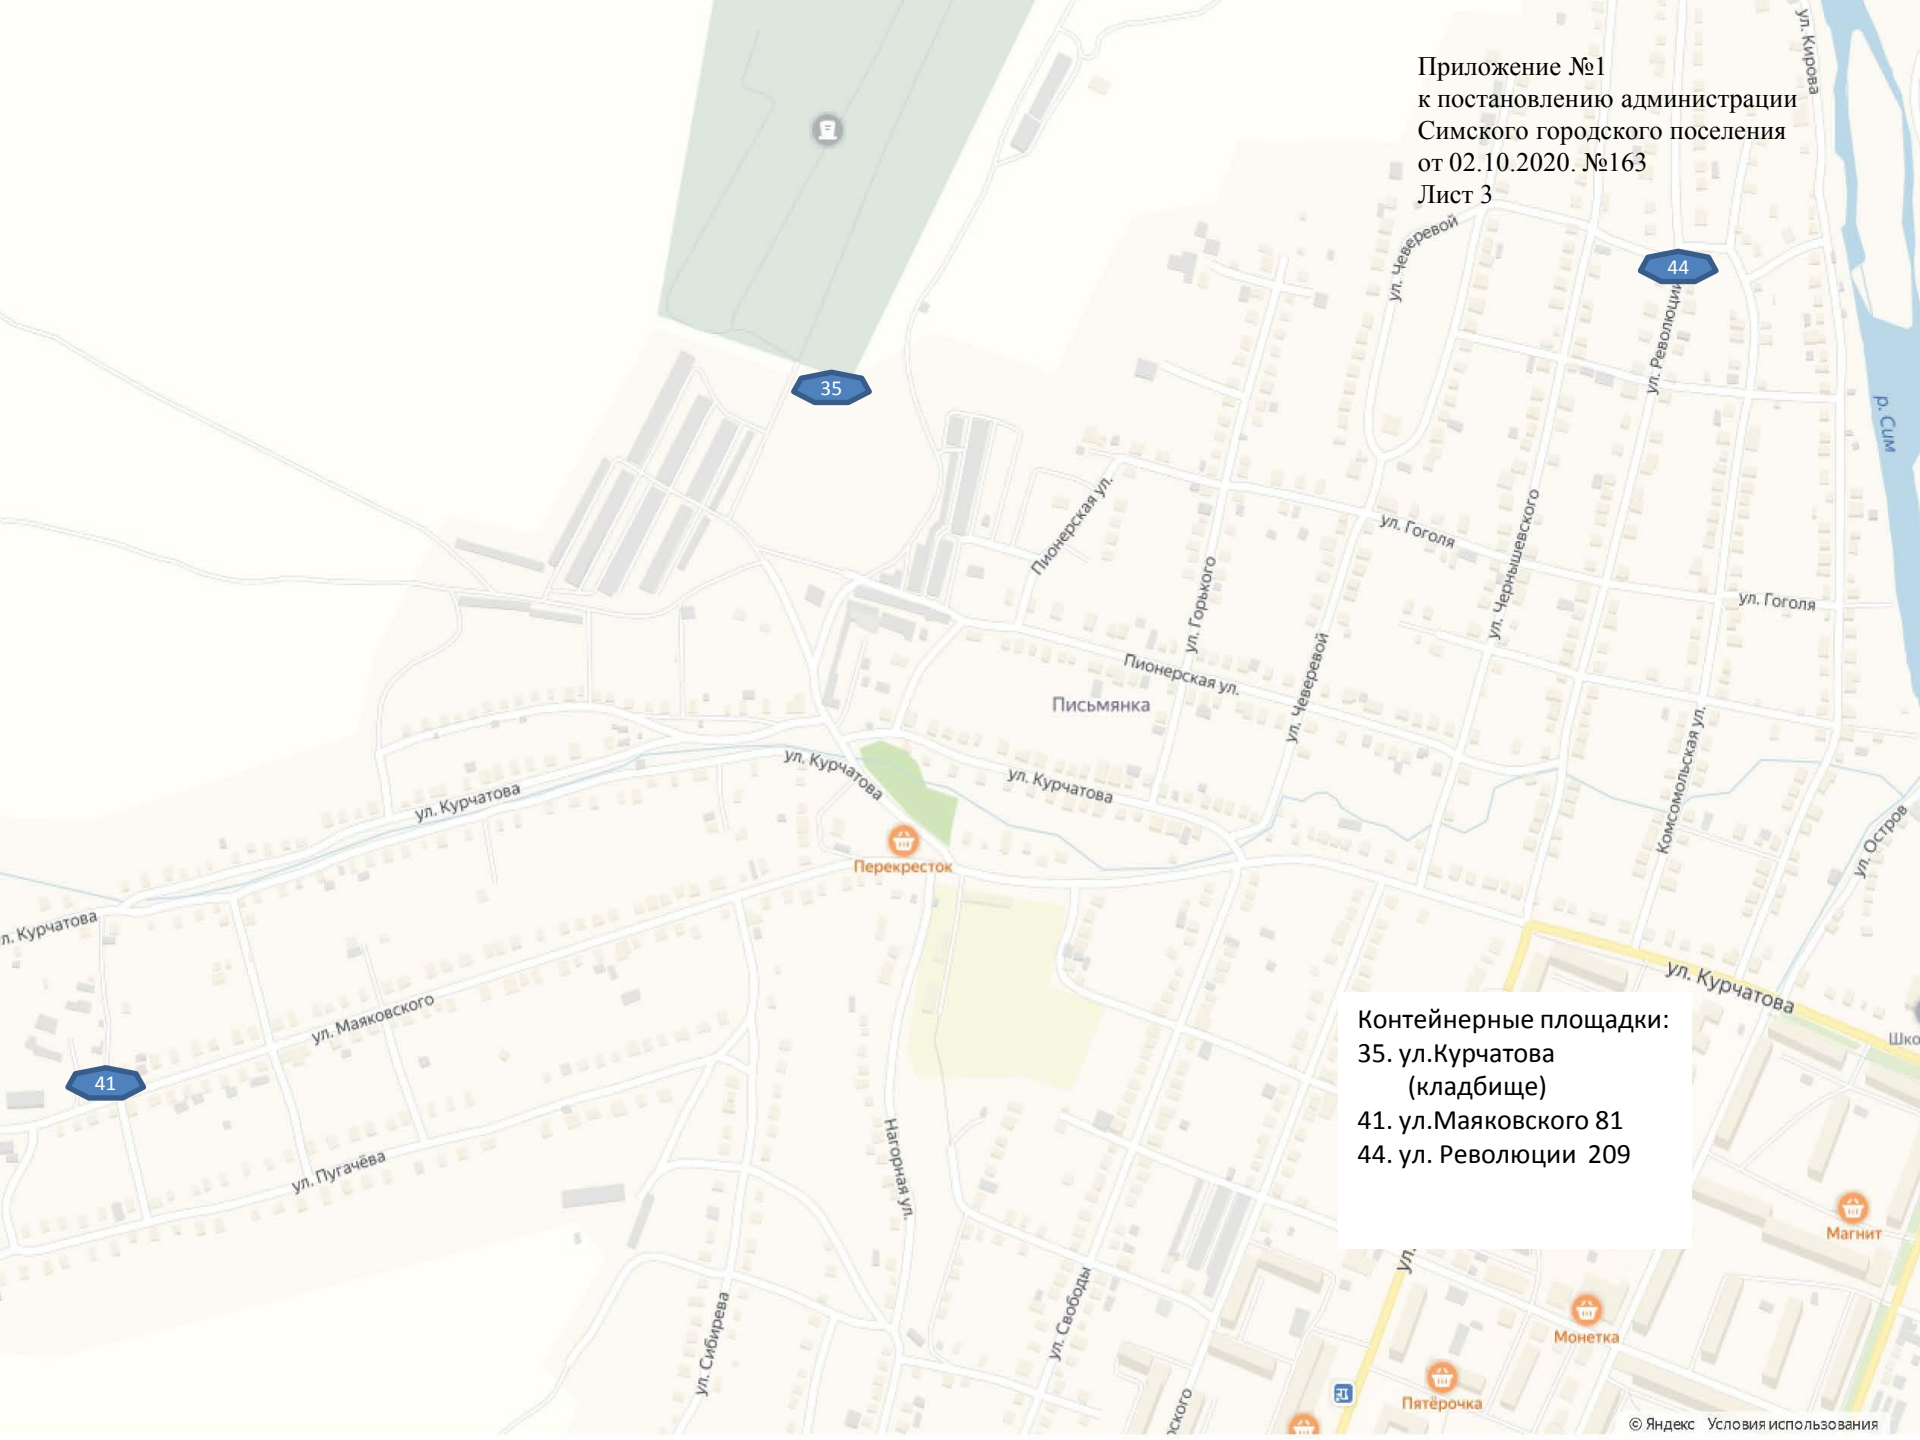 Приложение №1
к постановлению администрации
Симского городского поселения
от 02.10.2020. №163
Лист 3
ул. Кирова
ул. Чеверевой
44
ул. Революции
35
р. Сим
Пионерская ул.
ул. Гоголя
ул. Чернышевского
ул. Горького
ул. Гоголя
Пионерская ул.
ул. Чеверевой
Письмянка
Комсомольская ул.
ул. Курчатова
ул. Курчатова
ул. Курчатова
ул. Остров
Перекресток
л. Курчатова
ул. Курчатова
ул. Маяковского
41
Шко
Контейнерные площадки:
35. ул.Курчатова
(кладбище)
41. ул.Маяковского 81
44. ул. Революции 209
ул. Пугачёва
Нагорная ул.
Магнит
ул.
ул. Свободы
ул. Сибирева
Монетка
Пятёрочка
рского
© Яндекс Условия использования